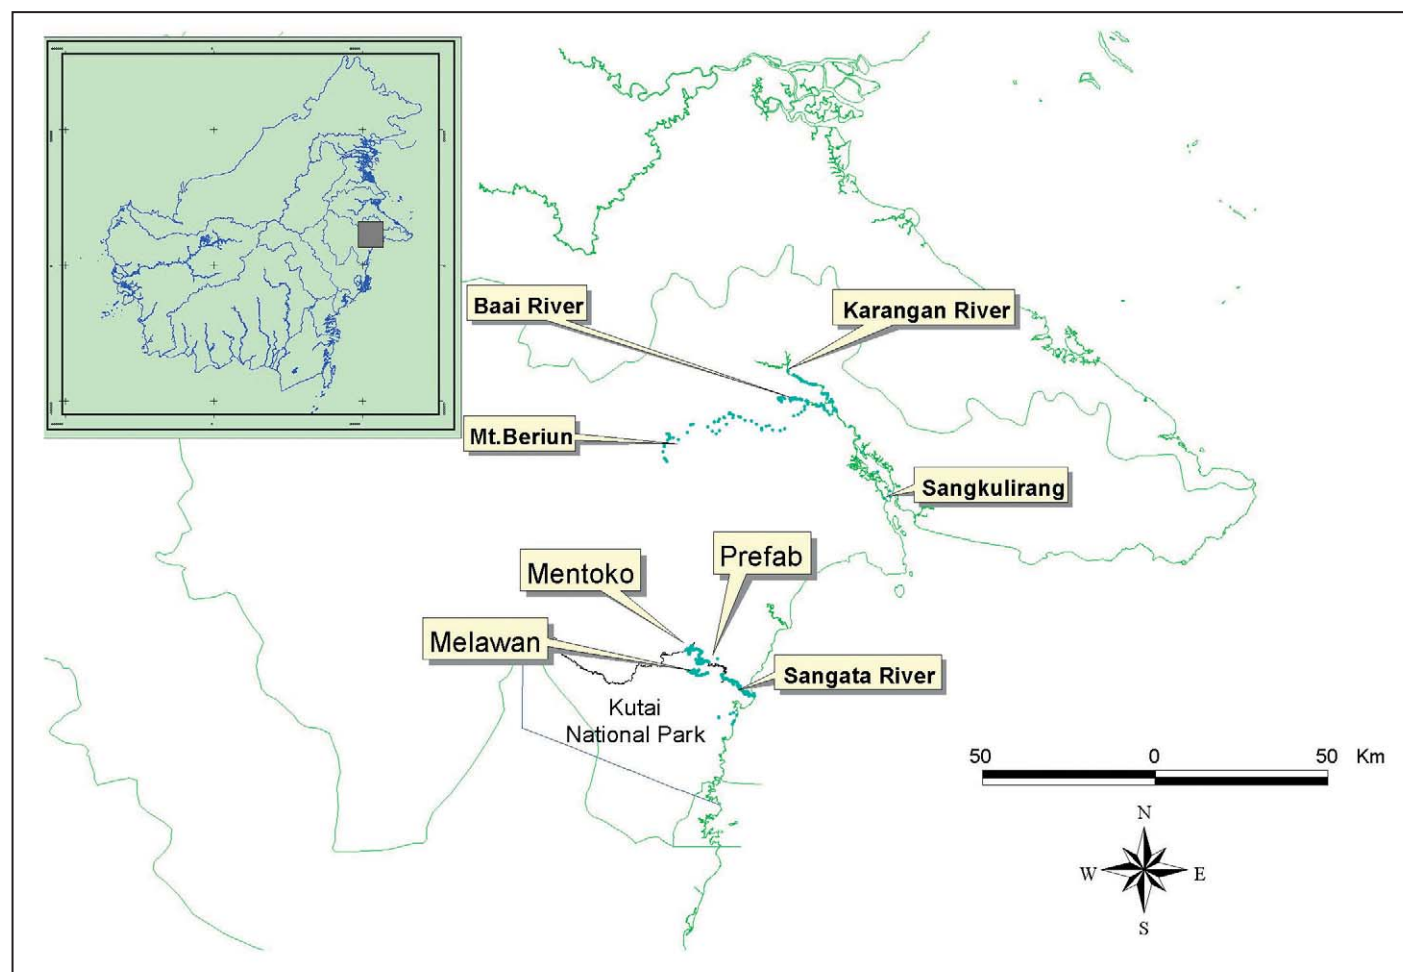 Baai River
Karangan River
Mt.Beriun
Sangkulirang
Prefab
Mentoko
Melawan
Sangata River
Kutai
National Park
50 0 50 Km
N
W E
S